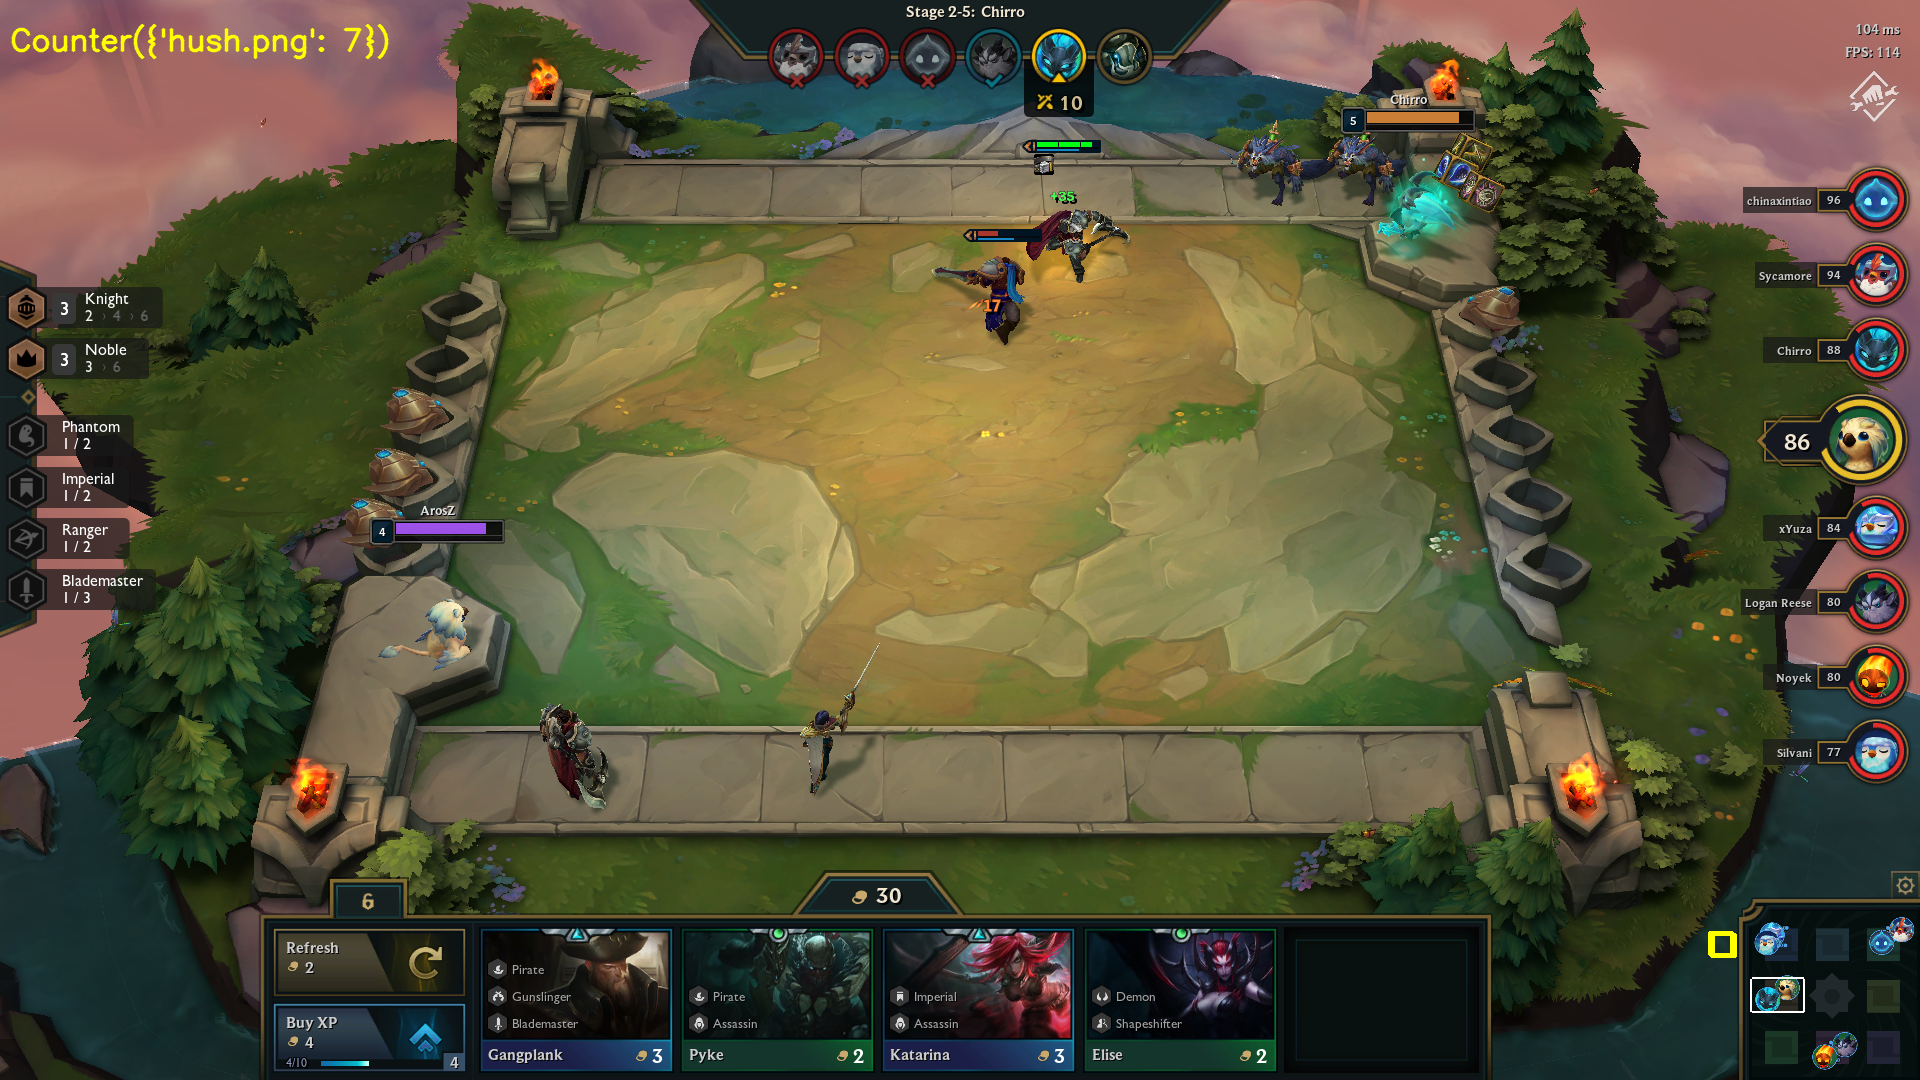 Counter({'hush.png': 7})
Stage 2-5: Chirro
10
104 ms
FPS: 114
Chirro
5
+35
17
chinaxintiao 96
Sycamore 94
Chirro 88
86
xYuza 84
Logan Reese 80
Noyek 80
Silvani 77
3 Knight
2 › 4 › 6
3 Noble
3 › 6
Phantom
1 / 2
Imperial
1 / 2
Ranger
1 / 2
Blademaster
1 / 3
ArosZ
4
6
30
Refresh
2
Buy XP
4
4/10
4
Pirate
Gunslinger
Blademaster
Gangplank 3
Pirate
Assassin
Pyke 2
Imperial
Assassin
Katarina 3
Demon
Shapeshifter
Elise 2